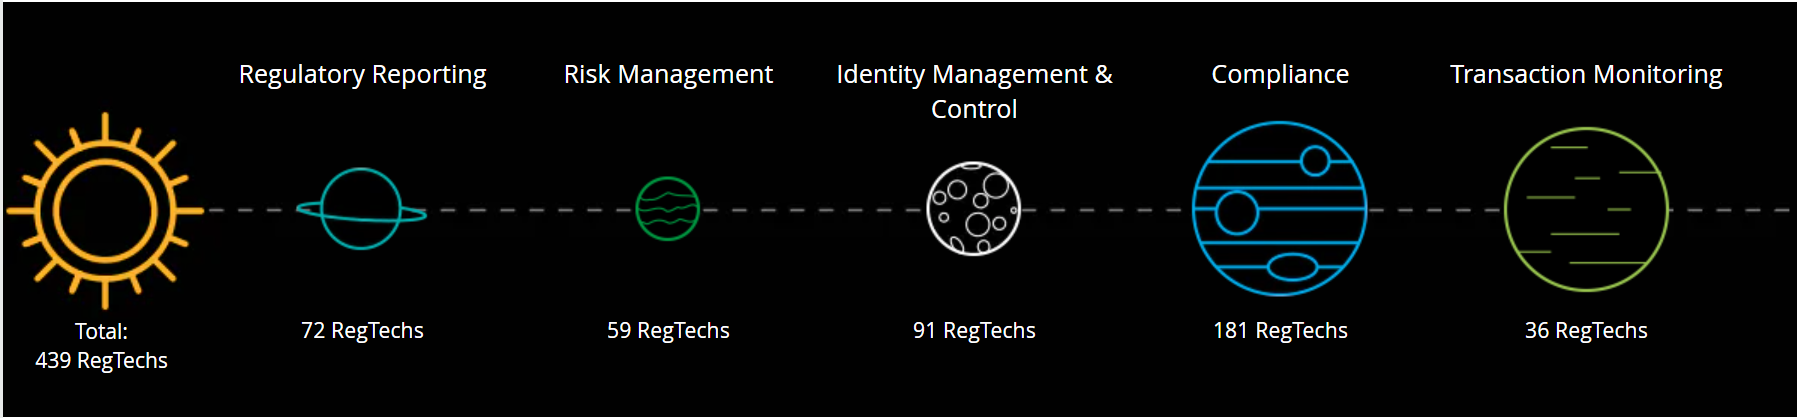 Regulatory Reporting
Risk Management
Identity Management &
Control
Compliance
Transaction Monitoring
Total:
439 RegTechs
72 RegTechs
59 RegTechs
91 RegTechs
181 RegTechs
36 RegTechs